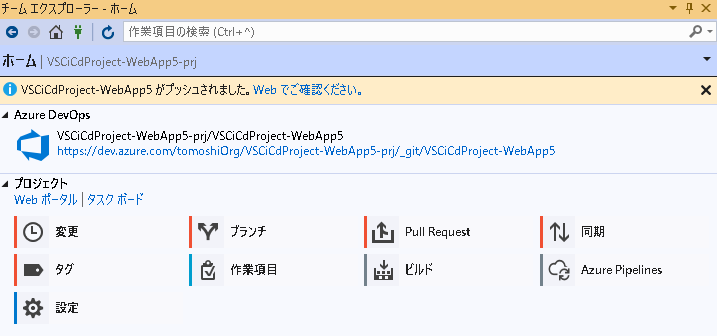 チーム エクスプローラー - ホーム
作業項目の検索 (Ctrl+^)
ホーム | VSCiCdProject-WebApp5-prj
VSCiCdProject-WebApp5 がプッシュされました。Web でご確認ください。
Azure DevOps
VSCiCdProject-WebApp5-prj/VSCiCdProject-WebApp5
https://dev.azure.com/tomoshiOrg/VSCiCdProject-WebApp5-prj/_git/VSCiCdProject-WebApp5
プロジェクト
Web ポータル | タスク ボード
変更 ブランチ Pull Request 同期
タグ 作業項目 ビルド Azure Pipelines
設定